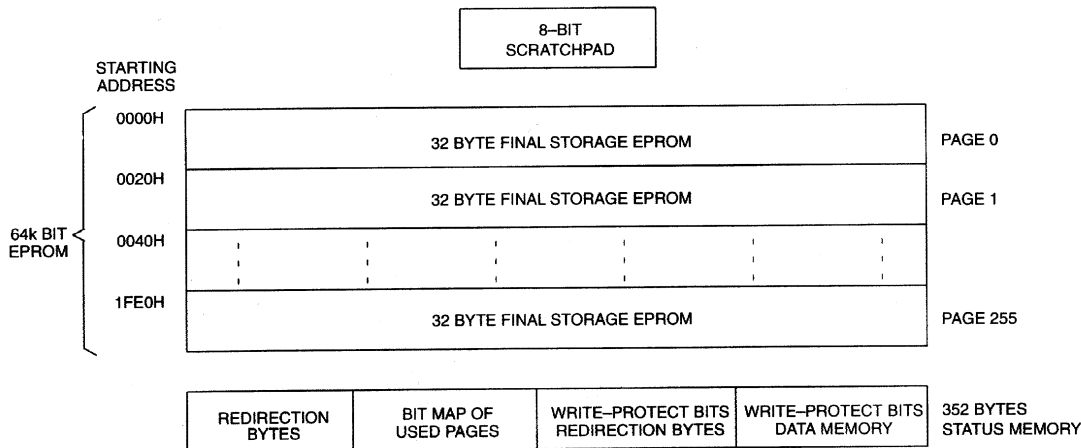 8–BIT
SCRATCHPAD
STARTING
ADDRESS
0000H
32 BYTE FINAL STORAGE EPROM
PAGE 0
0020H
32 BYTE FINAL STORAGE EPROM
PAGE 1
64k BIT
EPROM
0040H
1FE0H
32 BYTE FINAL STORAGE EPROM
PAGE 255
REDIRECTION
BYTES
BIT MAP OF
USED PAGES
WRITE–PROTECT BITS
REDIRECTION BYTES
WRITE–PROTECT BITS
DATA MEMORY
352 BYTES
STATUS MEMORY